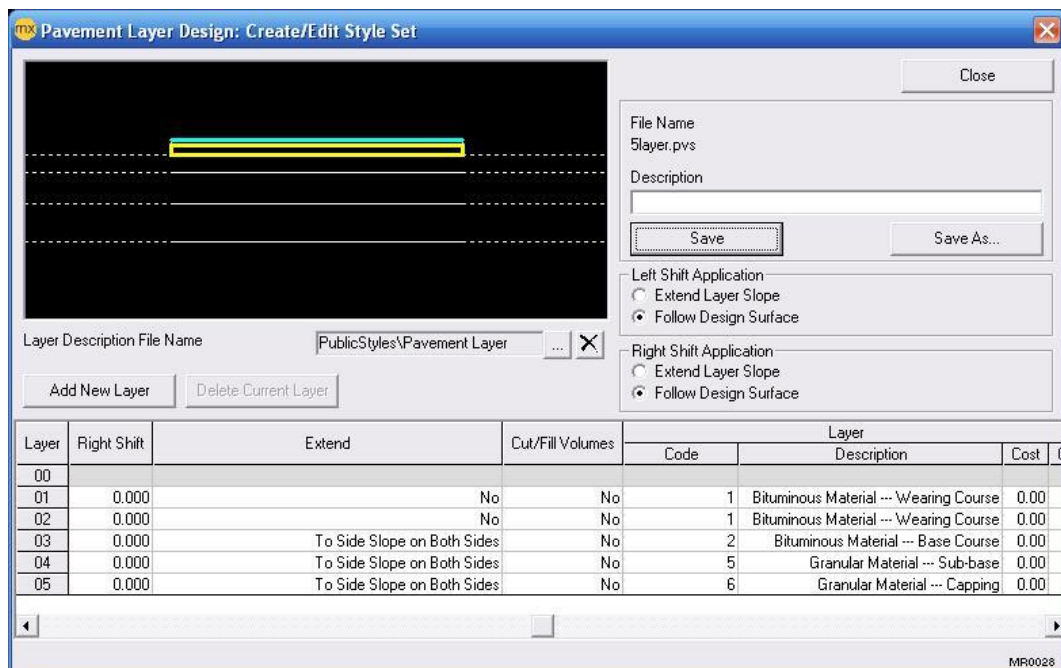 mx Pavement Layer Design: Create/Edit Style Set
Close
File Name
5layer.pvs
Description
Save Save As...
Left Shift Application
Extend Layer Slope
Follow Design Surface
Layer Description File Name PublicStyles\Pavement Layer ...
Right Shift Application
Extend Layer Slope
Follow Design Surface
Add New Layer Delete Current Layer
Layer Right Shift Extend Cut/Fill Volumes Layer
Code Description Cost
00
01 0.000 No No 1 Bituminous Material --- Wearing Course 0.00
02 0.000 No No 1 Bituminous Material --- Wearing Course 0.00
03 0.000 To Side Slope on Both Sides No 2 Bituminous Material --- Base Course 0.00
04 0.000 To Side Slope on Both Sides No 5 Granular Material --- Sub-base 0.00
05 0.000 To Side Slope on Both Sides No 6 Granular Material --- Capping 0.00
MR0028